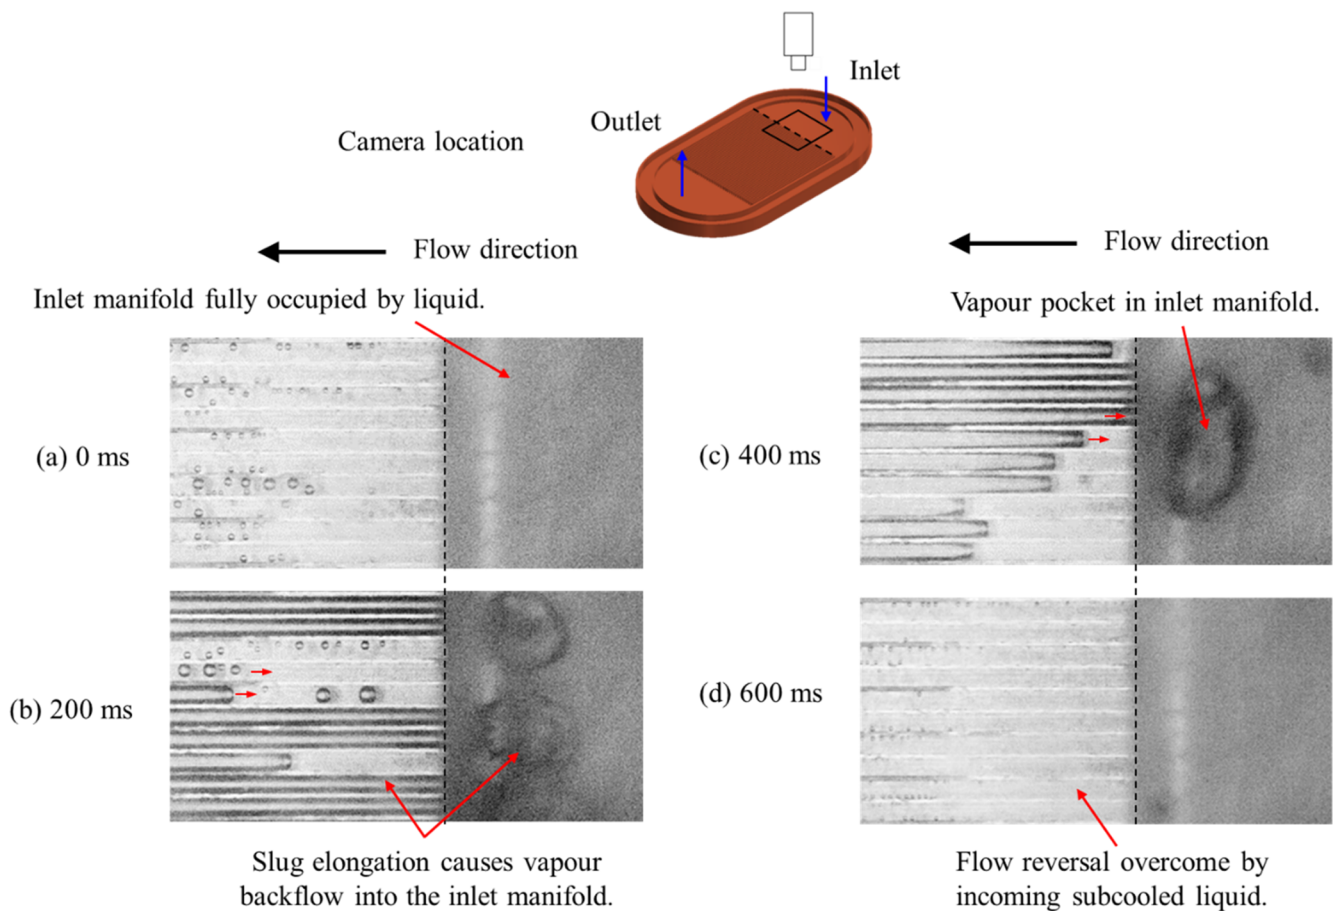 Inlet
Outlet
Camera location
Flow direction
Inlet manifold fully occupied by liquid.
(a) 0 ms
(b) 200 ms
Slug elongation causes vapour
backflow into the inlet manifold.
Flow direction
Vapour pocket in inlet manifold.
(c) 400 ms
(d) 600 ms
Flow reversal overcome by
incoming subcooled liquid.